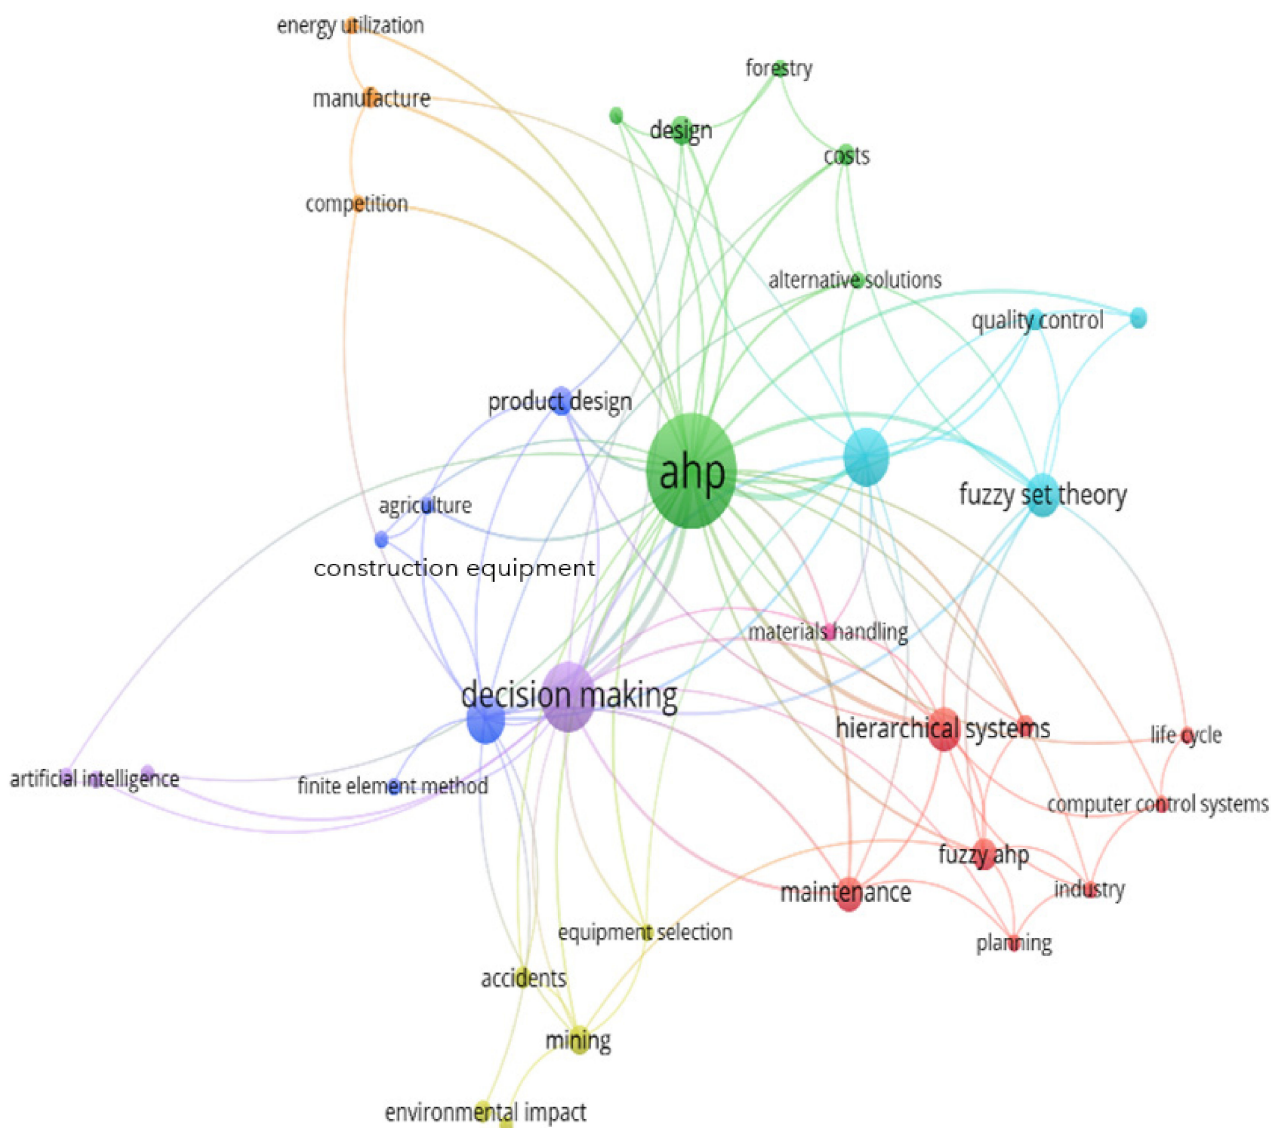 energy utilization
forestry
manufacture
design
costs
competition
alternative solutions
quality control
product design
ahp
fuzzy set theory
agriculture
construction equipment
materials handling
decision making
hierarchical systems
life cycle
artificial intelligence
finite element method
computer control systems
fuzzy ahp
maintenance
industry
equipment selection
planning
accidents
mining
environmental impact